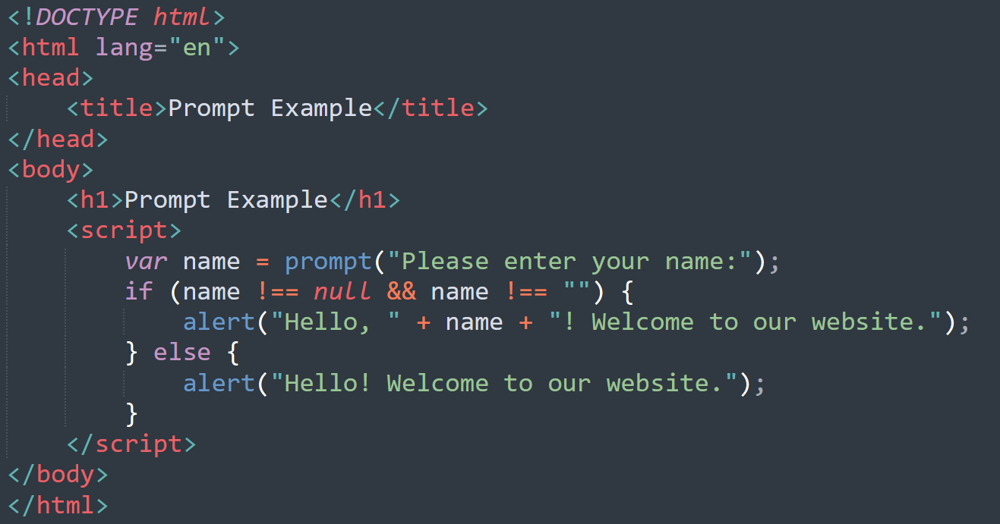 <!DOCTYPE html>
<html lang="en">
<head>
    <title>Prompt Example</title>
</head>
<body>
    <h1>Prompt Example</h1>
    <script>
        var name = prompt("Please enter your name:");
        if (name !== null && name !== "") {
            alert("Hello, " + name + "! Welcome to our website.");
        } else {
            alert("Hello! Welcome to our website.");
        }
    </script>
</body>
</html>